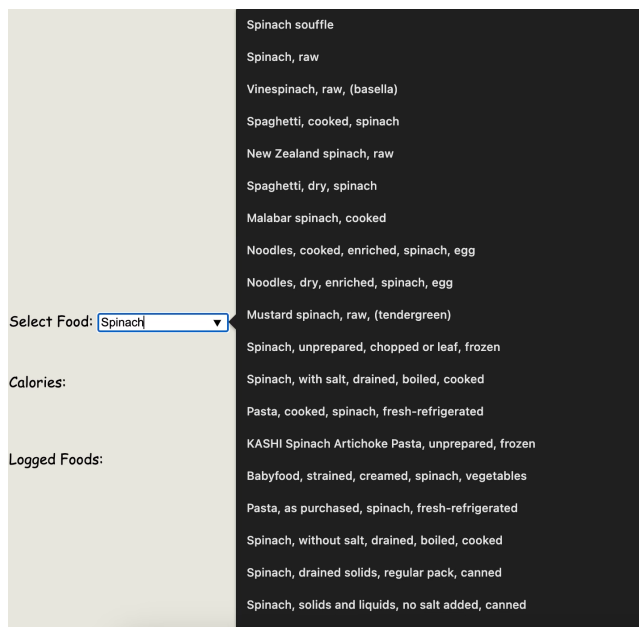 Spinach souffle
Spinach, raw
Vinespinach, raw, (basella)
Spaghetti, cooked, spinach
New Zealand spinach, raw
Spaghetti, dry, spinach
Malabar spinach, cooked
Noodles, cooked, enriched, spinach, egg
Noodles, dry, enriched, spinach, egg
Mustard spinach, raw, (tendergreen)
Spinach, unprepared, chopped or leaf, frozen
Spinach, with salt, drained, boiled, cooked
Pasta, cooked, spinach, fresh-refrigerated
KASHI Spinach Artichoke Pasta, unprepared, frozen
Babyfood, strained, creamed, spinach, vegetables
Pasta, as purchased, spinach, fresh-refrigerated
Spinach, without salt, drained, boiled, cooked
Spinach, drained solids, regular pack, canned
Spinach, solids and liquids, no salt added, canned
Select Food: Spinach
Calories:
Logged Foods: